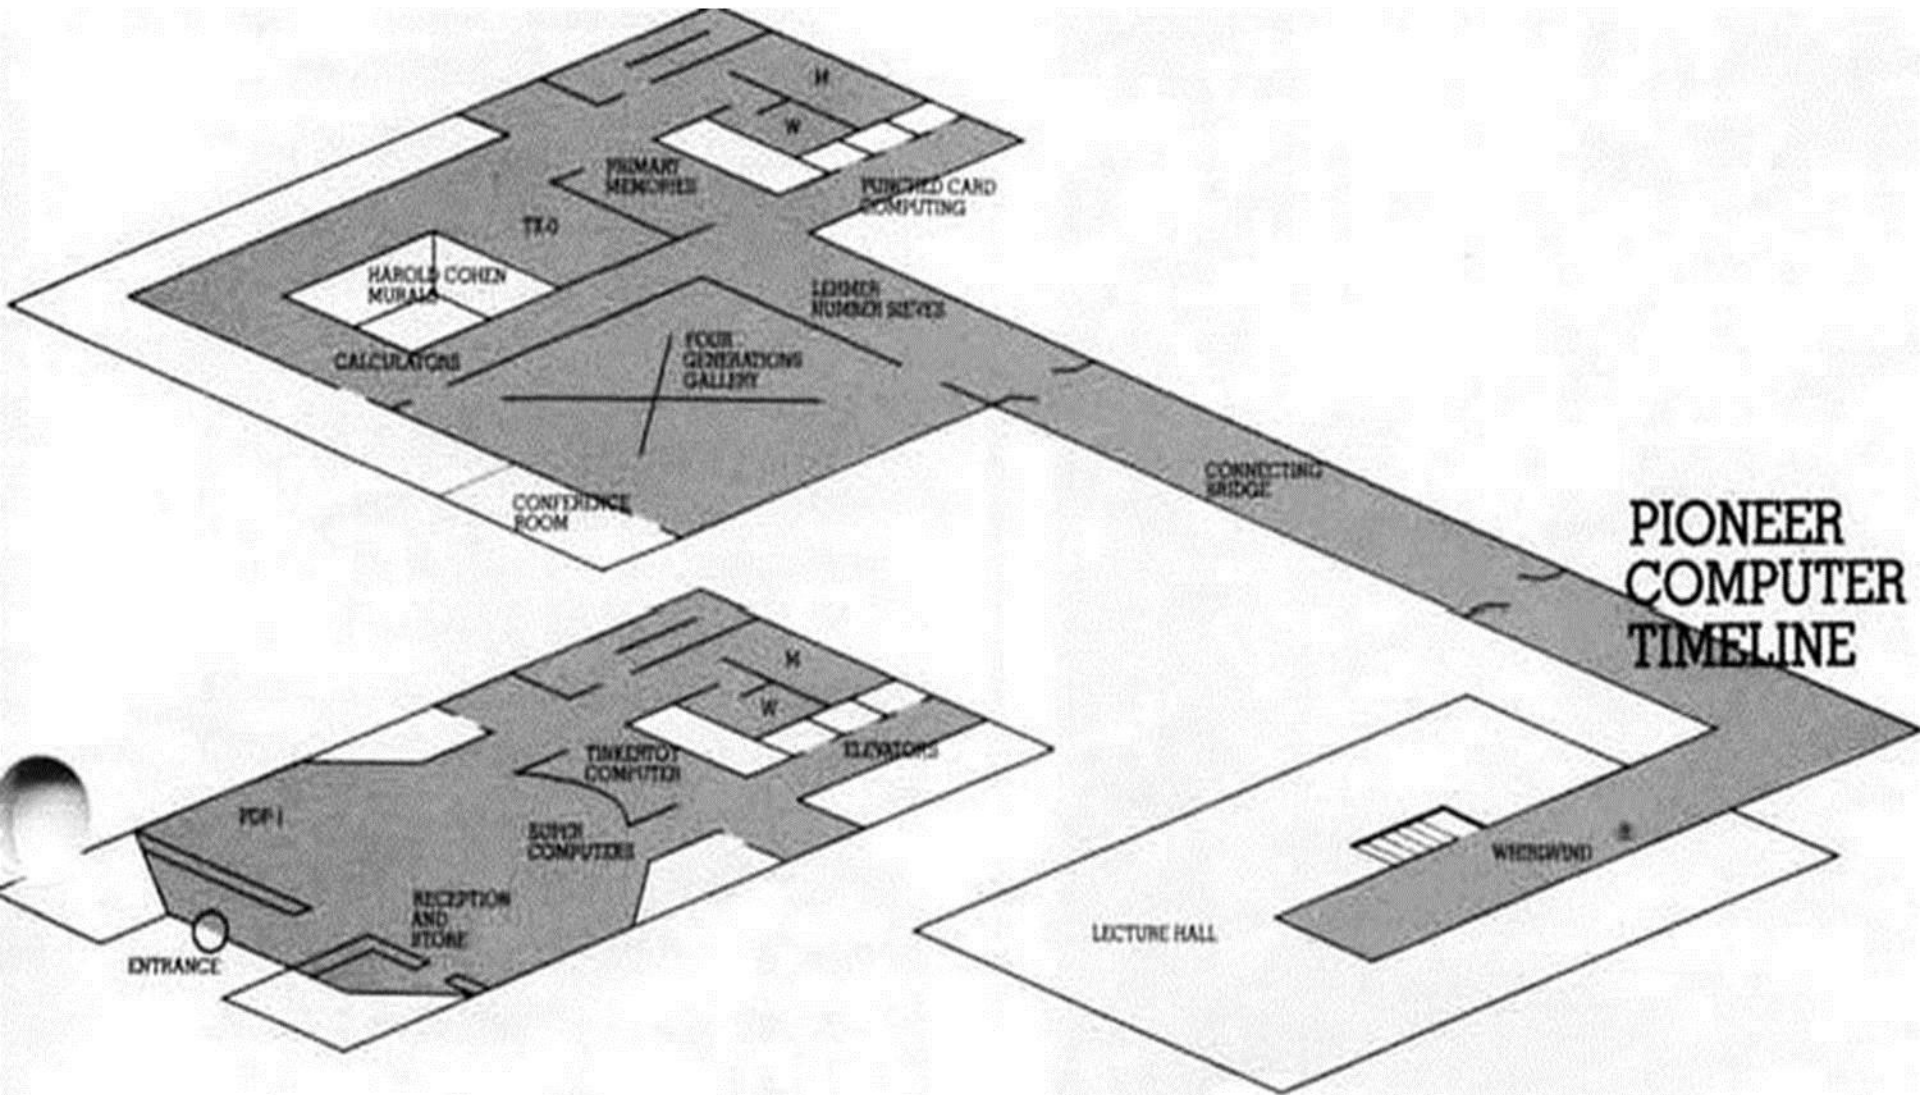 M
W
PRIMARY
MEMORIES
PUNCHED CARD
COMPUTING
TX-0
HAROLD COHEN
MURALS
LEHMER
NUMBER SIEVES
CALCULATORS
FOUR
GENERATIONS
GALLERY
CONFERENCE
ROOM
CONNECTING
BRIDGE
PIONEER
COMPUTER
TIMELINE
M
W
TINKERTOY
COMPUTER
ELEVATORS
PDP-1
SUPER
COMPUTERS
RECEPTION
AND
STORE
ENTRANCE
WHIRLWIND
LECTURE HALL